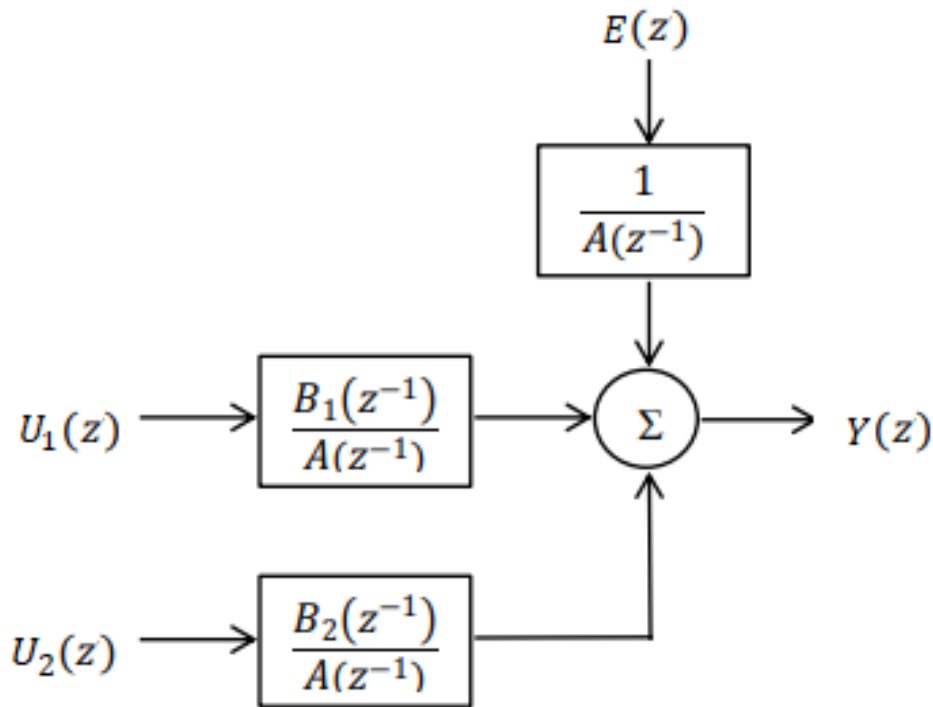 E(z)
1
A(z⁻¹)
U₁(z)
B₁(z⁻¹)
A(z⁻¹)
Σ
Y(z)
U₂(z)
B₂(z⁻¹)
A(z⁻¹)